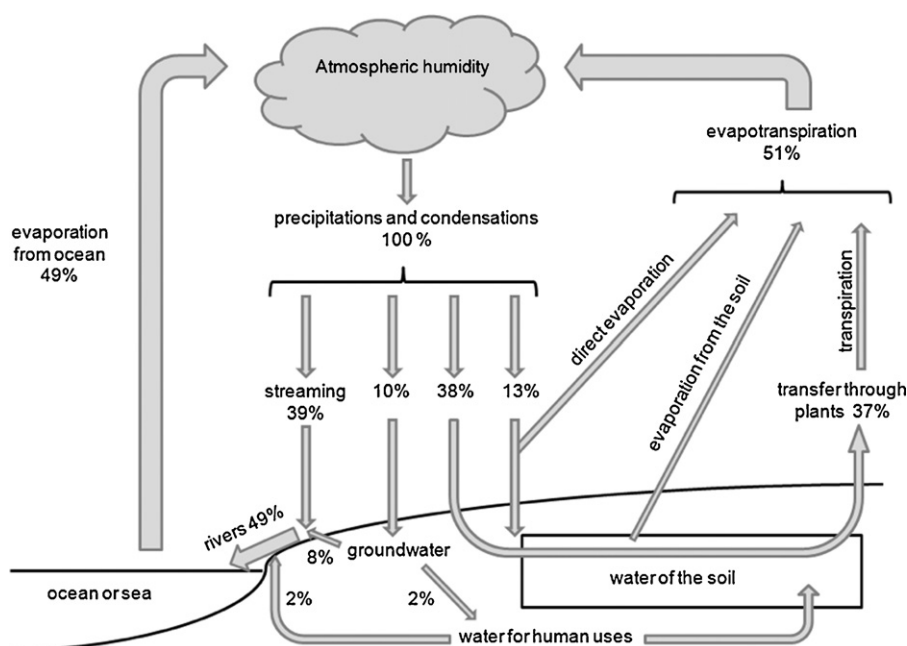 Atmospheric humidity
evapotranspiration
51%
precipitations and condensations
100 %
evaporation
from ocean
49%
direct evaporation
evaporation from the soil
transpiration
streaming
39%
10%
38%
13%
transfer through
plants 37%
rivers 49%
8%
groundwater
ocean or sea
water of the soil
2%
2%
water for human uses